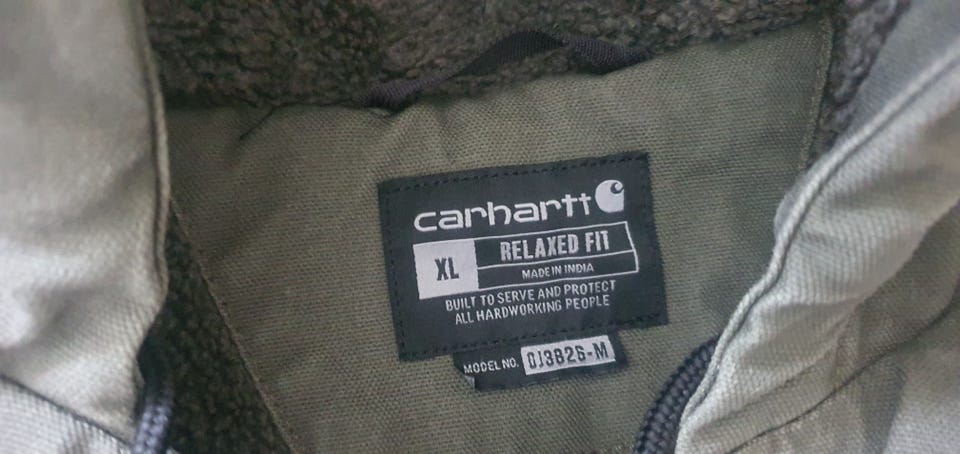 carhartt
XL
RELAXED FIT
MADE IN INDIA
BUILT TO SERVE AND PROTECT
ALL HARDWORKING PEOPLE
MODEL NO. OJ3826-M